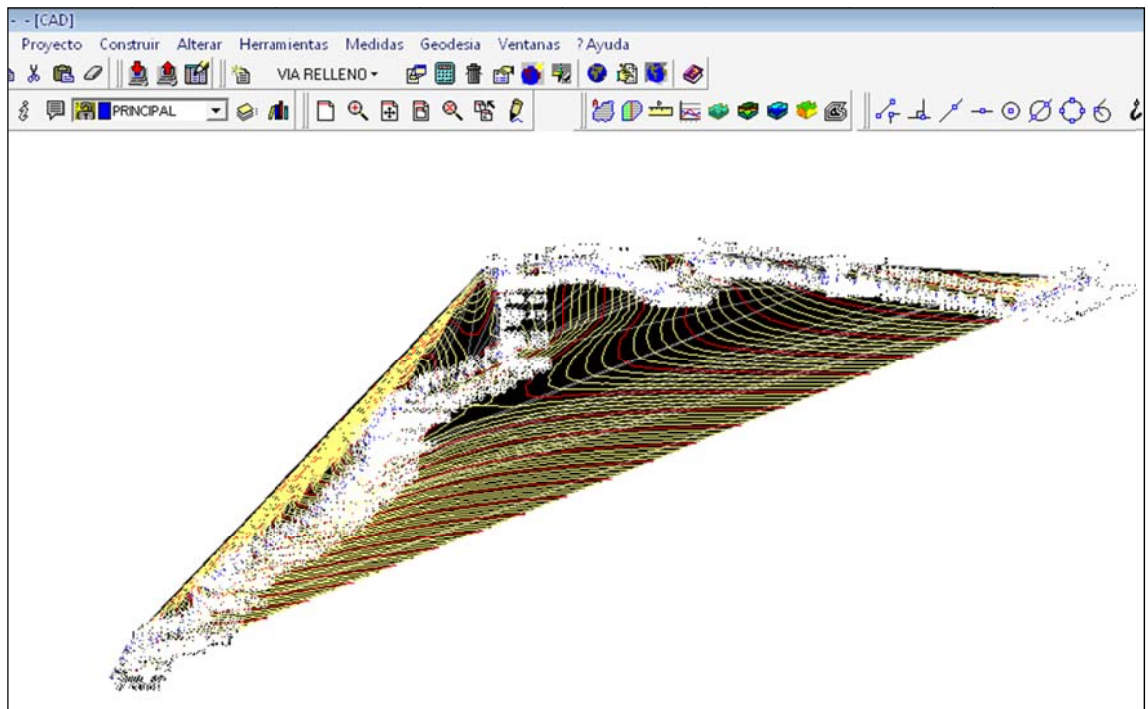 - - [CAD]
Proyecto Construir Alterar Herramientas Medidas Geodesia Ventanas ? Ayuda
VIA RELLENO
PRINCIPAL